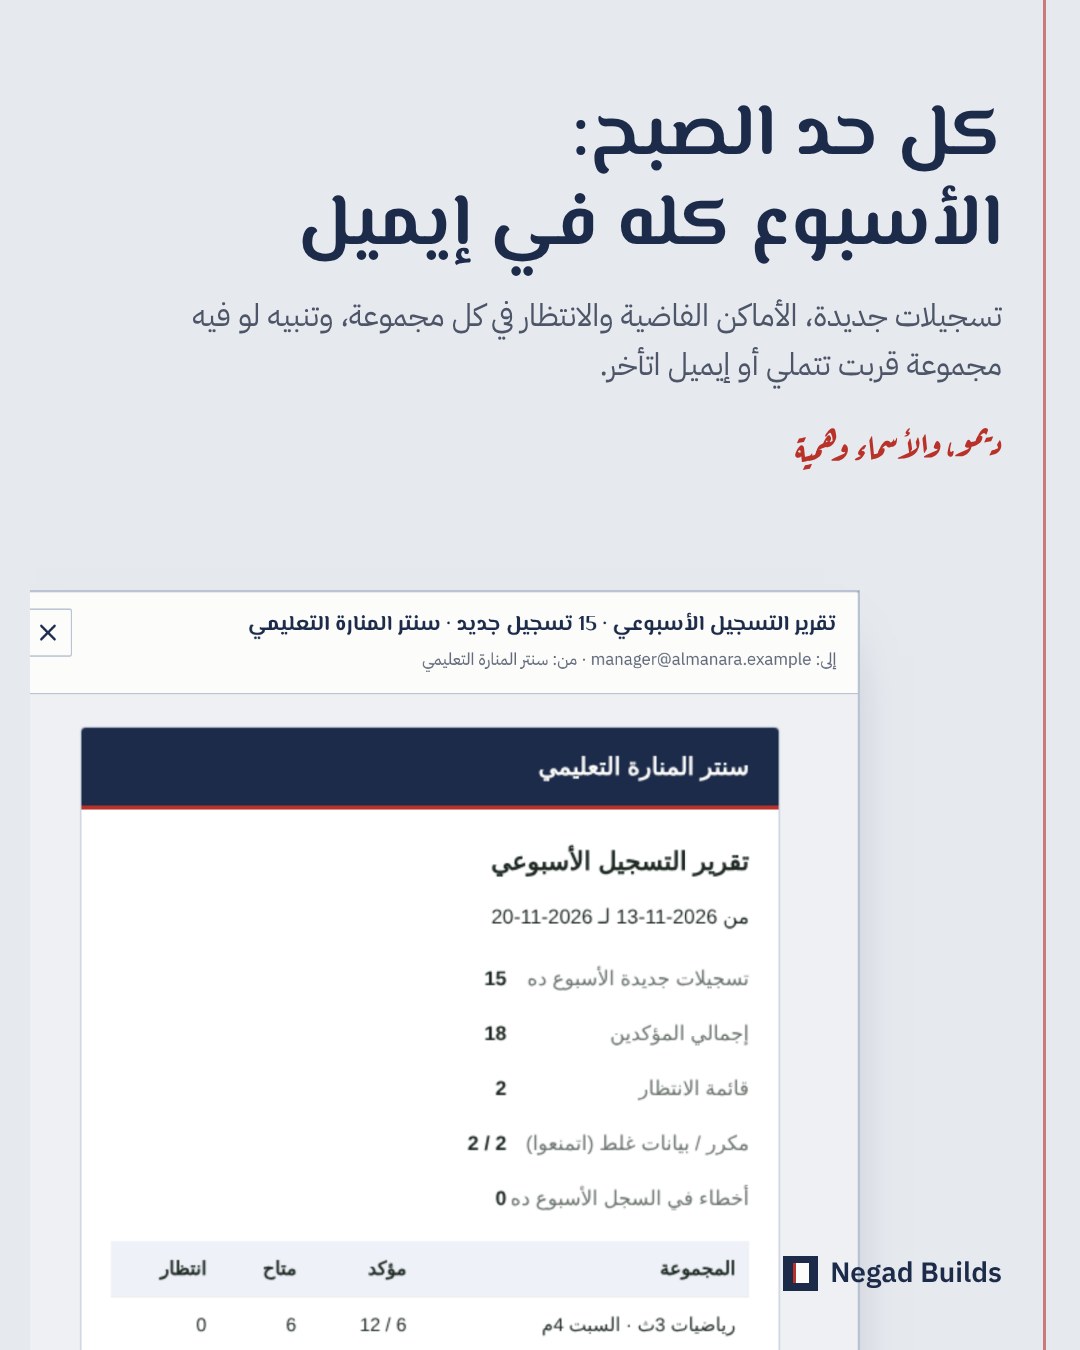 كل حد الصبح:
الأسبوع كله في إيميل
تسجيلات جديدة، الأماكن الفاضية والانتظار في كل مجموعة، وتنبيه لو فيه
مجموعة قربت تتملي أو إيميل اتأخر.
ديمو، والأسماء وهمية
تقرير التسجيل الأسبوعي · 15 تسجيل جديد · سنتر المنارة التعليمي
إلى: manager@almanara.example · من: سنتر المنارة التعليمي
سنتر المنارة التعليمي
تقرير التسجيل الأسبوعي
من 2026-11-13 لـ 2026-11-20
تسجيلات جديدة الأسبوع ده 15
إجمالي المؤكدين 18
قائمة الانتظار 2
مكرر / بيانات غلط (اتمنعوا) 2 / 2
أخطاء في السجل الأسبوع ده 0
المجموعة مؤكد متاح انتظار
رياضيات 3ث · السبت 4م 6 / 12 6 0
Negad Builds